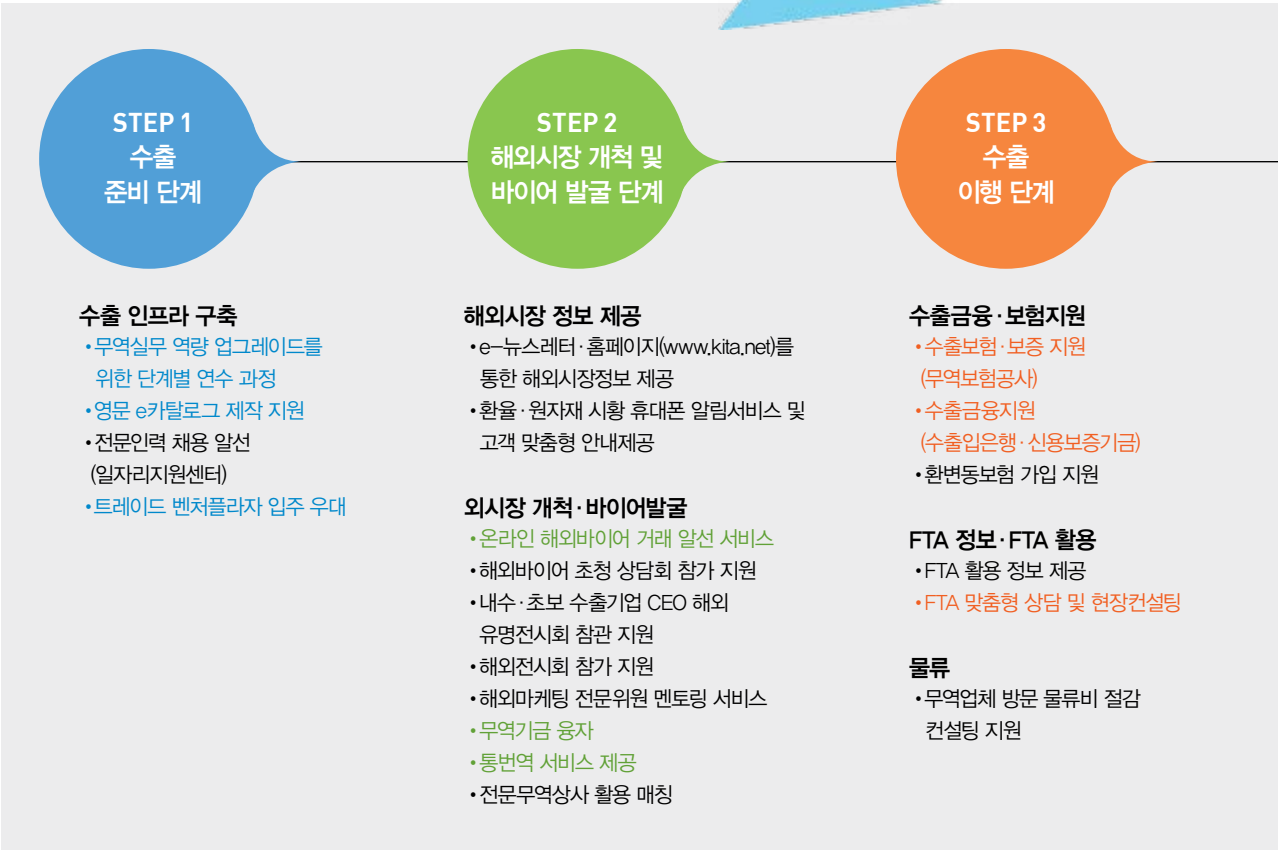 STEP 1
수출
준비 단계
수출 인프라 구축
•무역실무 역량 업그레이드를
위한 단계별 연수 과정
•영문 e카탈로그 제작 지원
•전문인력 채용 알선
(일자리지원센터)
•트레이드 벤처플라자 입주 우대
STEP 2
해외시장 개척 및
바이어 발굴 단계
해외시장 정보 제공
•e-뉴스레터·홈페이지(www.kita.net)를
통한 해외시장정보 제공
•환율·원자재 시황 휴대폰 알림서비스 및
고객 맞춤형 안내제공
외시장 개척·바이어발굴
•온라인 해외바이어 거래 알선 서비스
•해외바이어 초청 상담회 참가 지원
•내수·초보 수출기업 CEO 해외
유명전시회 참관 지원
•해외전시회 참가 지원
•해외마케팅 전문위원 멘토링 서비스
•무역기금 융자
•통번역 서비스 제공
•전문무역상사 활용 매칭
STEP 3
수출
이행 단계
수출금융·보험지원
•수출보험·보증 지원
(무역보험공사)
•수출금융지원
(수출입은행·신용보증기금)
•환변동보험 가입 지원
FTA 정보·FTA 활용
•FTA 활용 정보 제공
•FTA 맞춤형 상담 및 현장컨설팅
물류
•무역업체 방문 물류비 절감
컨설팅 지원